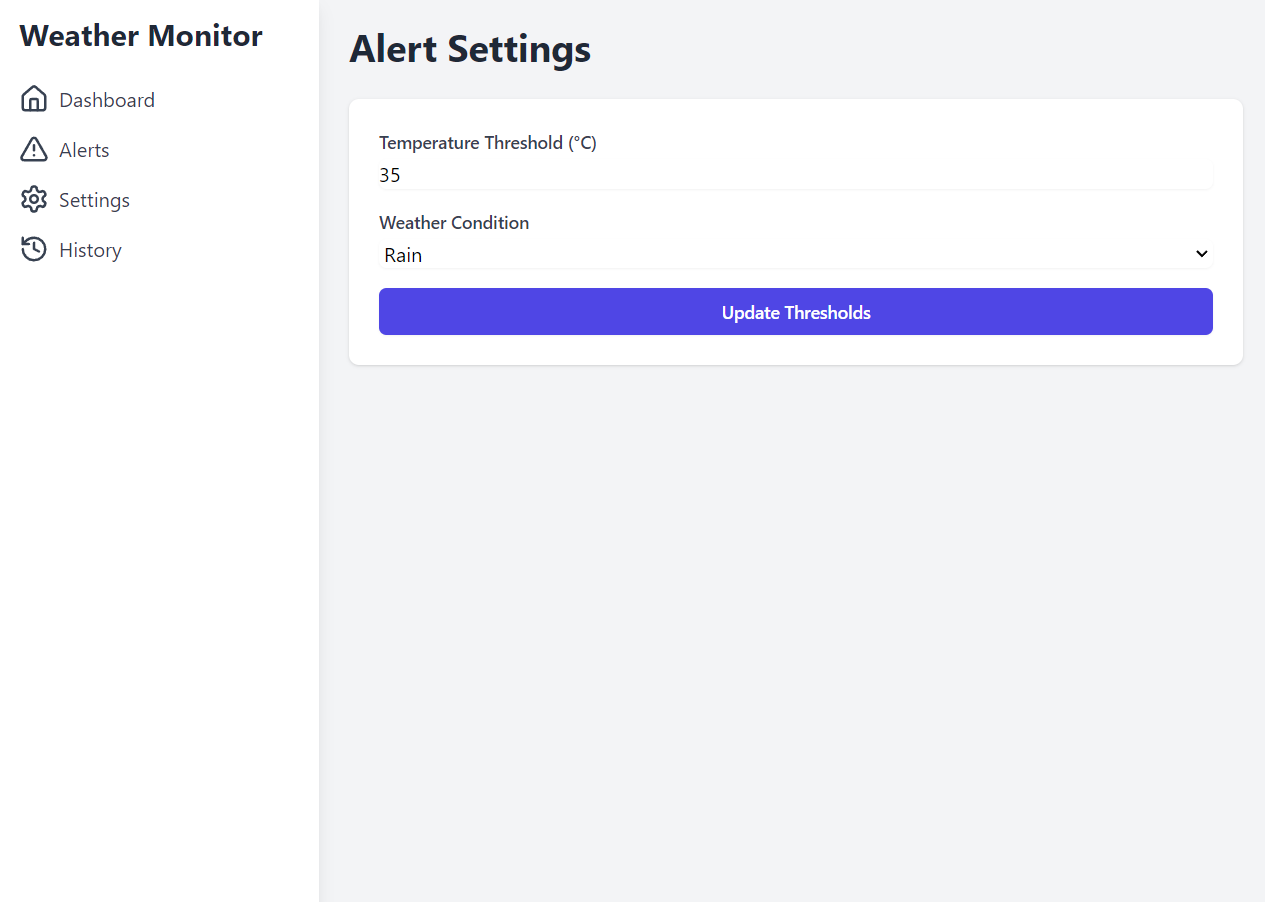 Weather Monitor
Dashboard
Alerts
Settings
History
Alert Settings
Temperature Threshold (°C)
35
Weather Condition
Rain
Update Thresholds